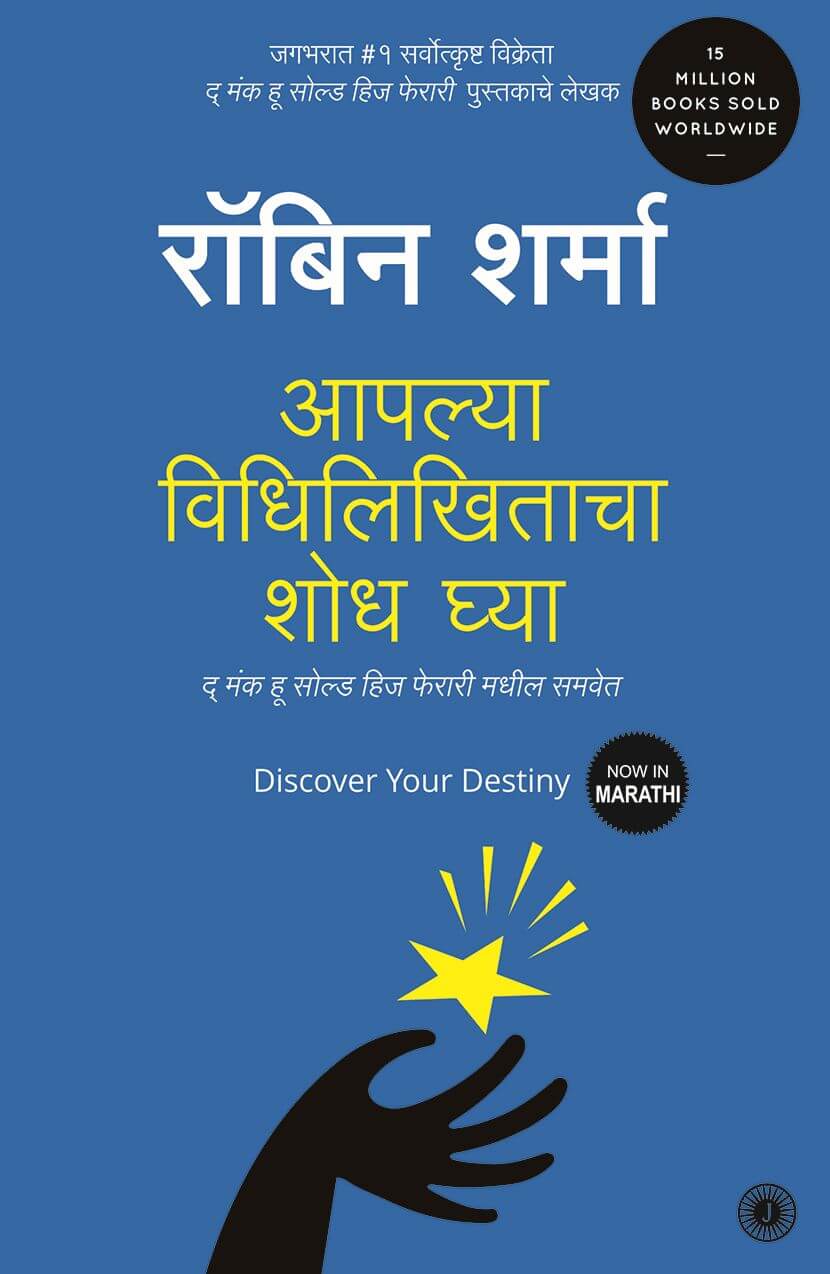 जगभरात #१ सर्वोत्कृष्ट विक्रेता
द् मंक हू सोल्ड हिज फेरारी पुस्तकाचे लेखक
15
MILLION
BOOKS SOLD
WORLDWIDE
रॉबिन शर्मा
आपल्या
विधिलिखिताचा
शोध घ्या
द् मंक हू सोल्ड हिज फेरारी मधील समवेत
Discover Your Destiny
NOW IN
MARATHI
J